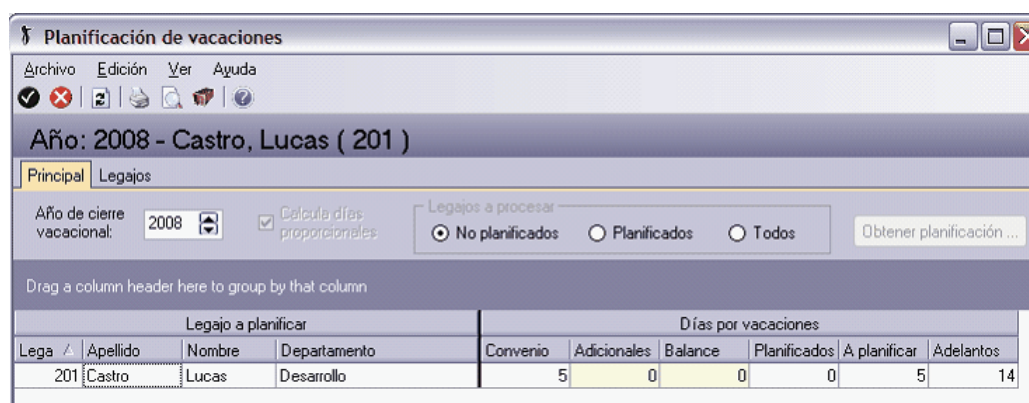 Planificación de vacaciones
Archivo Edición Ver Ayuda
Año: 2008 - Castro, Lucas ( 201 )
Principal Legajos
Año de cierre vacacional: 2008
Calcula días proporcionales
Legajos a procesar
No planificados Planificados Todos
Obtener planificación ...
Drag a column header here to group by that column
Legajo a planificar Días por vacaciones
Lega Apellido Nombre Departamento Convenio Adicionales Balance Planificados A planificar Adelantos
201 Castro Lucas Desarrollo 5 0 0 0 5 14